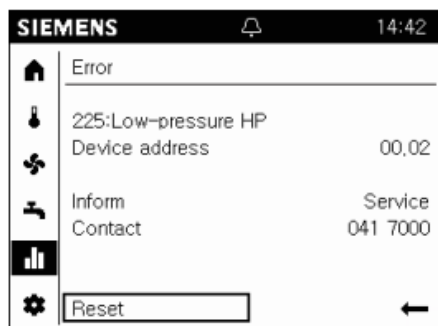 SIEMENS 14:42
Error
225:Low-pressure HP
Device address 00,02
Inform Service
Contact 041 7000
Reset